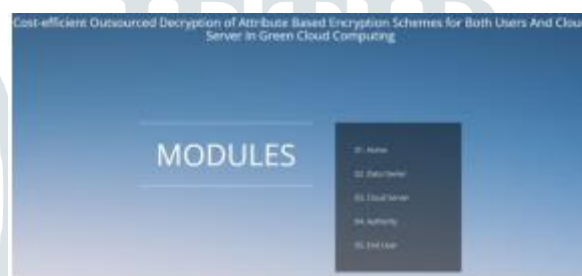 Cost-efficient Outsourced Decryption of Attribute Based Encryption Schemes for Both Users And Clou
Server In Green Cloud Computing
MODULES
01. Home
02. Data Owner
03. Cloud Server
04. Authority
05. End User